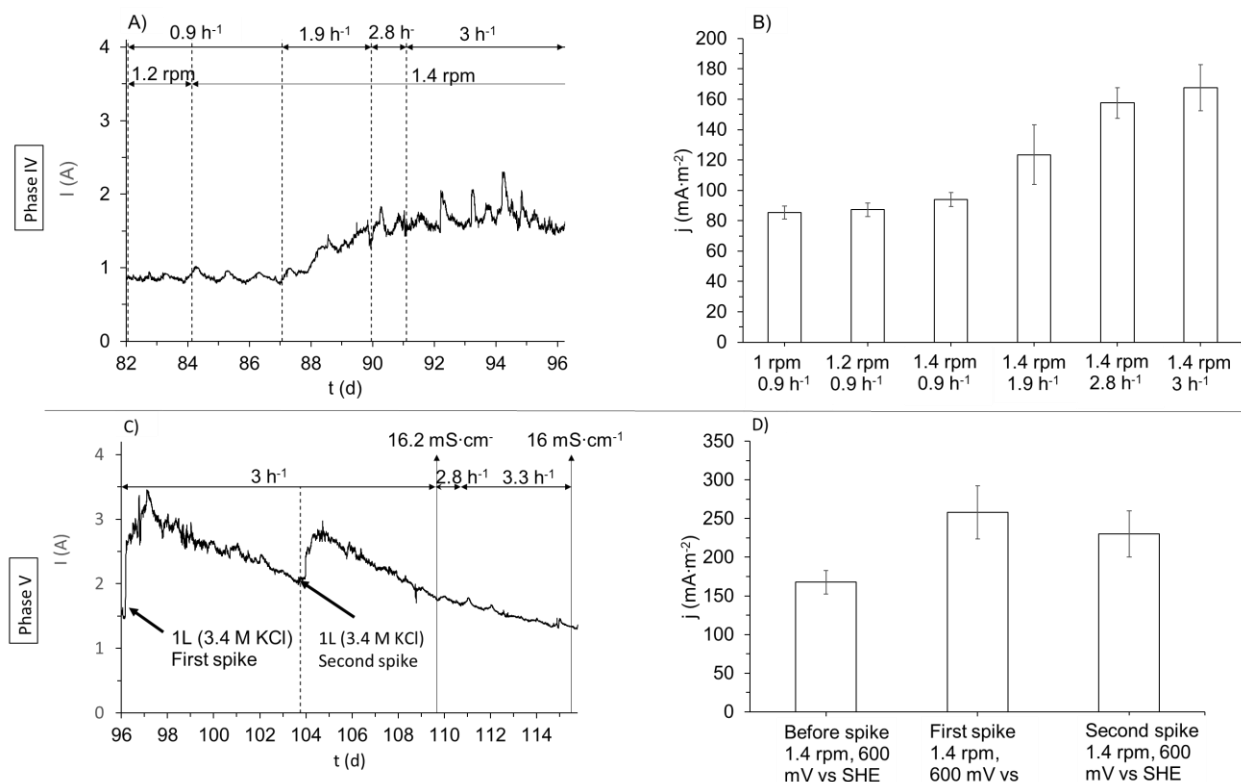 A)
0.9 h-1
1.9 h-1
2.8 h-
3 h-1
1.2 rpm
1.4 rpm
Phase IV
I (A)
4
3
2
1
0
82 84 86 87 88 90 92 94 96
t (d)
B)
j (mA·m-2)
200
180
160
140
120
100
80
60
40
20
0
1 rpm 1.2 rpm 1.4 rpm 1.4 rpm 1.4 rpm 1.4 rpm
0.9 h-1 0.9 h-1 0.9 h-1 1.9 h-1 2.8 h-1 3 h-1
C)
16.2 mS·cm-
16 mS·cm-1
3 h-1
2.8 h-1
3.3 h-1
Phase V
I (A)
4
3
2
1
0
1L (3.4 M KCl)
First spike
1L (3.4 M KCl)
Second spike
96 98 100 102 104 106 108 110 112 114
t (d)
D)
j (mA·m-2)
350
300
250
200
150
100
50
0
Before spike
1.4 rpm, 600
mV vs SHE
First spike
1.4 rpm,
600 mV vs
Second spike
1.4 rpm, 600
mV vs SHE